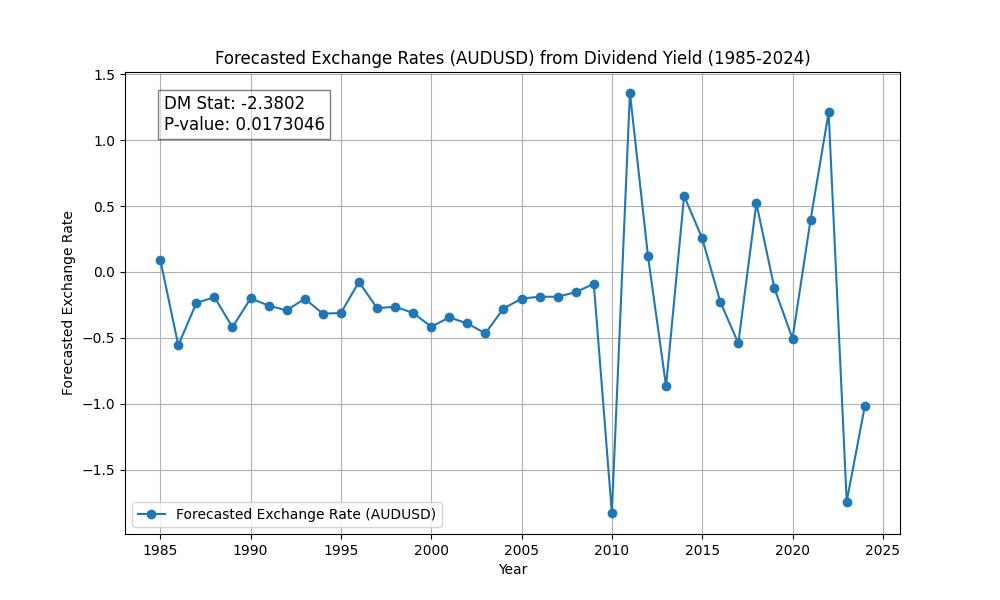 Forecasted Exchange Rates (AUDUSD) from Dividend Yield (1985-2024)
DM Stat: -2.3802
P-value: 0.0173046
Forecasted Exchange Rate
1.5
1.0
0.5
0.0
−0.5
−1.0
−1.5
Forecasted Exchange Rate (AUDUSD)
1985 1990 1995 2000 2005 2010 2015 2020 2025
Year